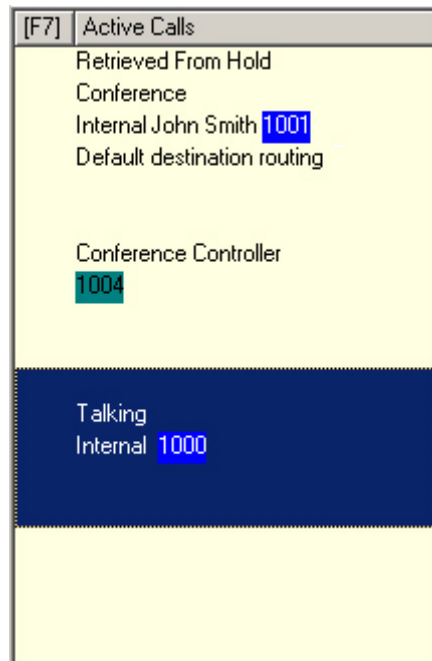 [F7] Active Calls
Retrieved From Hold
Conference
Internal John Smith 1001
Default destination routing
Conference Controller
1004
Talking
Internal 1000